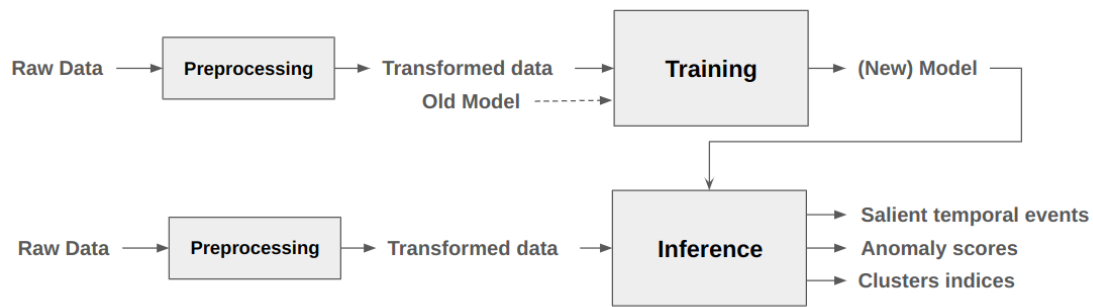 Raw Data
Preprocessing
Transformed data
Old Model
Training
(New) Model
Raw Data
Preprocessing
Transformed data
Inference
Salient temporal events
Anomaly scores
Clusters indices